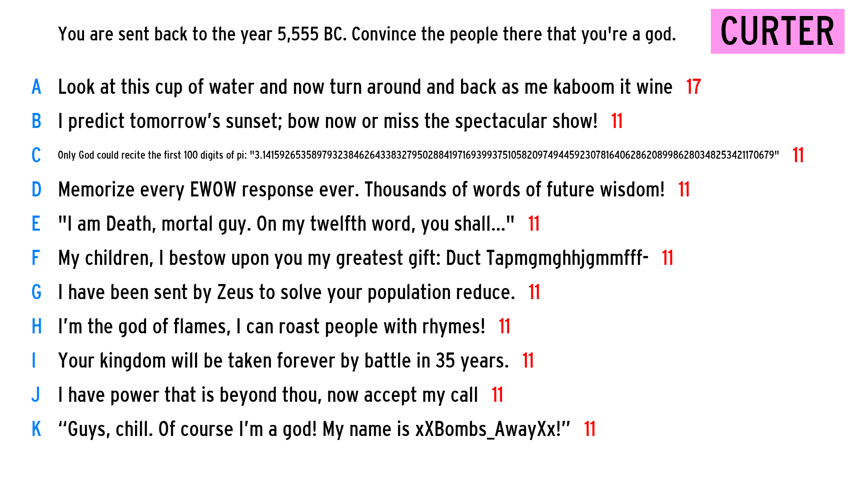 You are sent back to the year 5,555 BC. Convince the people there that you're a god.
CURTER
A Look at this cup of water and now turn around and back as me kaboom it wine 17
B I predict tomorrow’s sunset; bow now or miss the spectacular show! 11
C Only God could recite the first 100 digits of pi: "3.1415926535897932384626433832795028841971693993751058209749445923078164062862089986280348253421170679" 11
D Memorize every EWOW response ever. Thousands of words of future wisdom! 11
E "I am Death, mortal guy. On my twelfth word, you shall..." 11
F My children, I bestow upon you my greatest gift: Duct Tapmgmghhjgmmfff- 11
G I have been sent by Zeus to solve your population reduce. 11
H I’m the god of flames, I can roast people with rhymes! 11
I Your kingdom will be taken forever by battle in 35 years. 11
J I have power that is beyond thou, now accept my call 11
K “Guys, chill. Of course I’m a god! My name is xXBombs_AwayXx!” 11